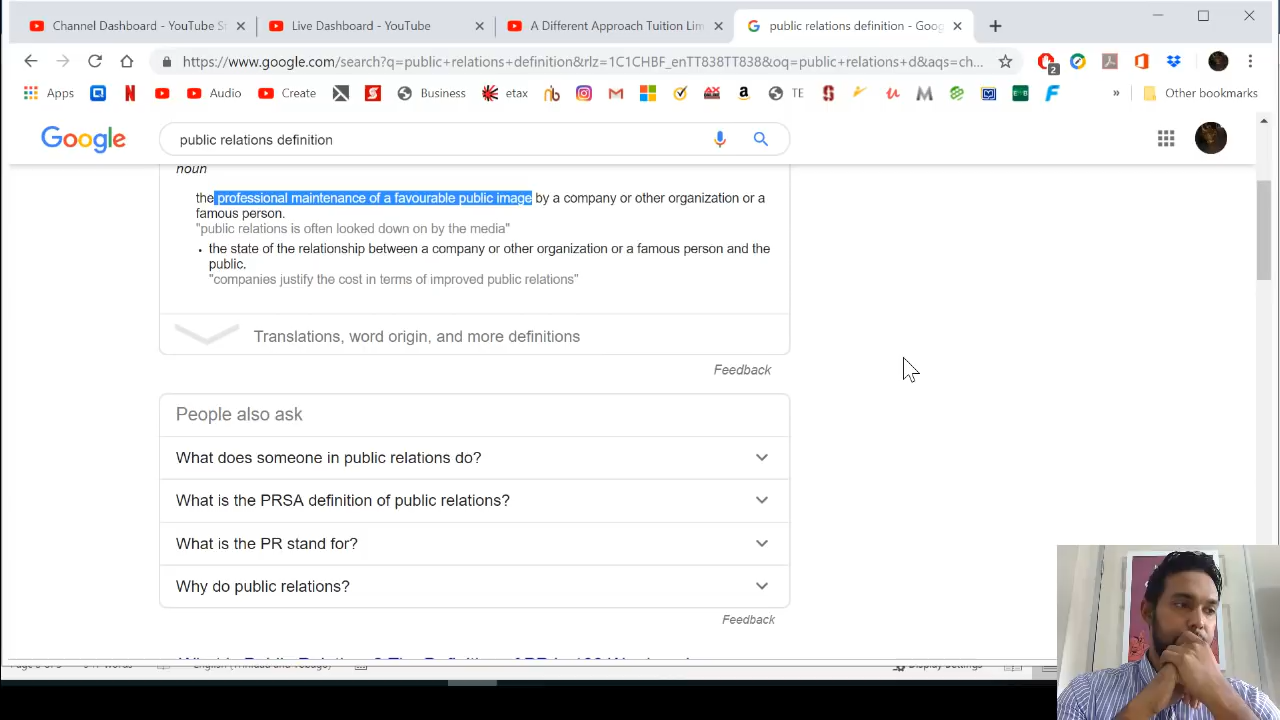 Channel Dashboard - YouTube St
Live Dashboard - YouTube
A Different Approach Tuition Lim
public relations definition - Goog
https://www.google.com/search?q=public+relations+definition&rlz=1C1CHBF_enTT838TT838&oq=public+relations+d&aqs=ch...
2
Apps
Audio
Create
Business
etax
TE
»
Other bookmarks
Google
public relations definition
noun
the professional maintenance of a favourable public image by a company or other organization or a
famous person.
"public relations is often looked down on by the media"
• the state of the relationship between a company or other organization or a famous person and the
public.
"companies justify the cost in terms of improved public relations"
Translations, word origin, and more definitions
Feedback
People also ask
What does someone in public relations do?
What is the PRSA definition of public relations?
What is the PR stand for?
Why do public relations?
Feedback
Display Settings